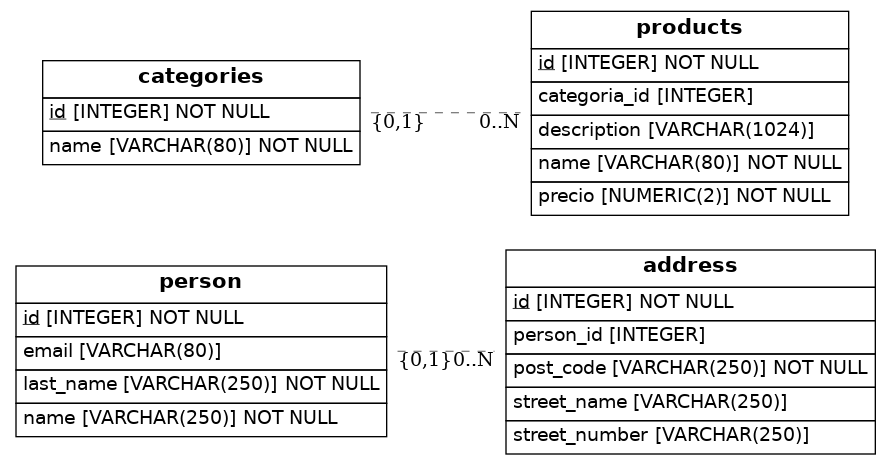 categories
id [INTEGER] NOT NULL
name [VARCHAR(80)] NOT NULL
{0,1} 0..N
products
id [INTEGER] NOT NULL
categoria_id [INTEGER]
description [VARCHAR(1024)]
name [VARCHAR(80)] NOT NULL
precio [NUMERIC(2)] NOT NULL
person
id [INTEGER] NOT NULL
email [VARCHAR(80)]
last_name [VARCHAR(250)] NOT NULL
name [VARCHAR(250)] NOT NULL
{0,1}0..N
address
id [INTEGER] NOT NULL
person_id [INTEGER]
post_code [VARCHAR(250)] NOT NULL
street_name [VARCHAR(250)]
street_number [VARCHAR(250)]